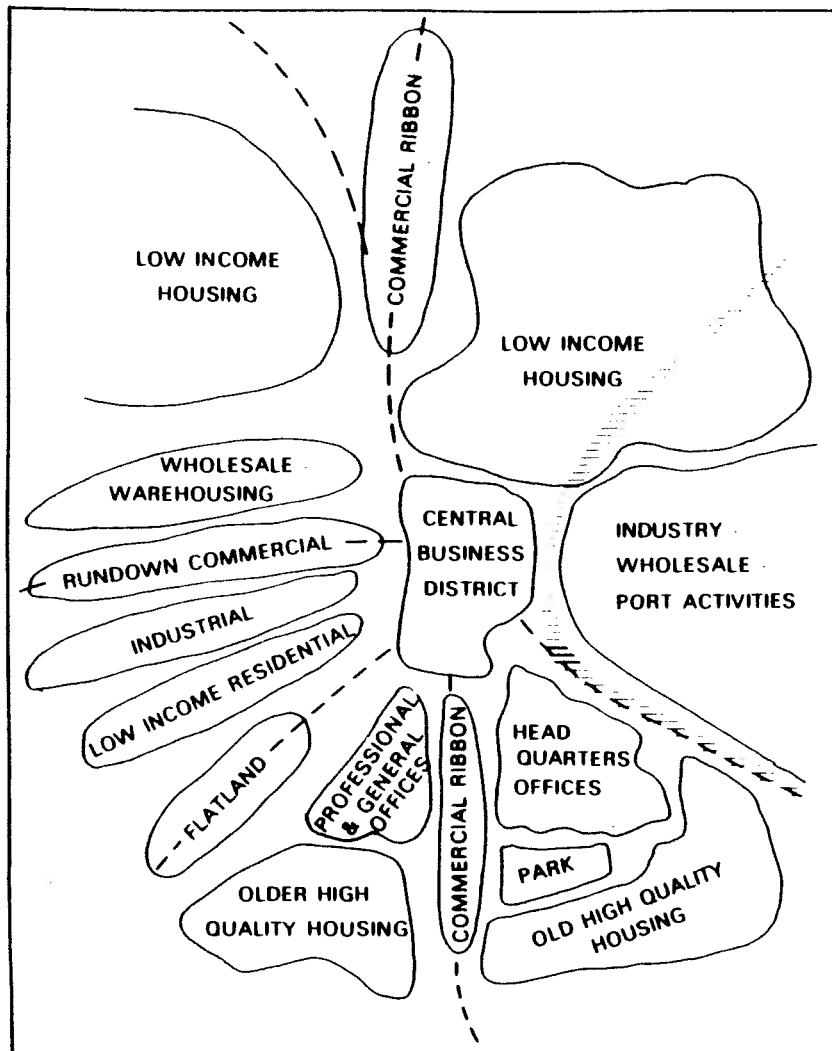 COMMERCIAL RIBBON
LOW INCOME
HOUSING
LOW INCOME
HOUSING
WHOLESALE
WAREHOUSING
CENTRAL
BUSINESS
DISTRICT
INDUSTRY
WHOLESALE
PORT ACTIVITIES
RUNDOWN COMMERCIAL
INDUSTRIAL
LOW INCOME RESIDENTIAL
FLATLAND
PROFESSIONAL
& GENERAL
OFFICES
COMMERCIAL RIBBON
HEAD
QUARTERS
OFFICES
PARK
OLDER HIGH
QUALITY HOUSING
OLD HIGH QUALITY
HOUSING